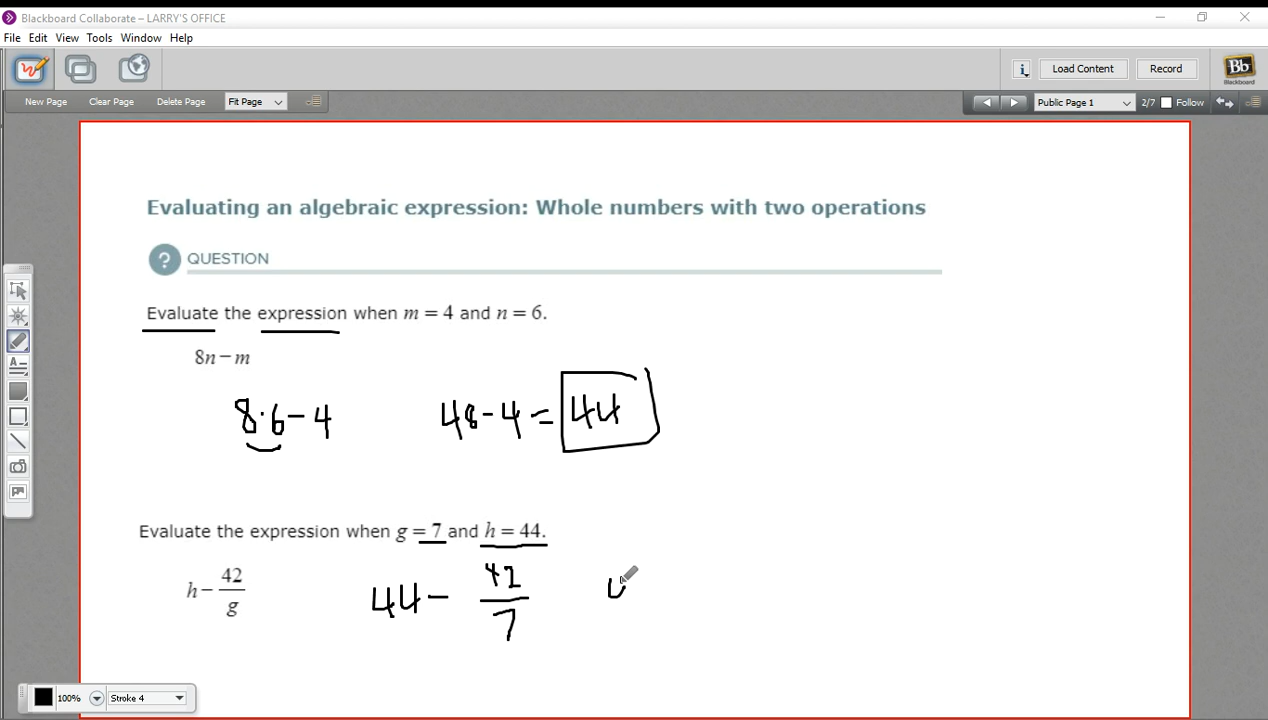 Blackboard Collaborate – LARRY'S OFFICE
File Edit View Tools Window Help
i Load Content Record Bb Blackboard
New Page Clear Page Delete Page Fit Page Public Page 1 2/7 Follow
Evaluating an algebraic expression: Whole numbers with two operations
? QUESTION
Evaluate the expression when m = 4 and n = 6.
8n − m
8·6 − 4 48 − 4 = 44
Evaluate the expression when g = 7 and h = 44.
h − 42/g 44 − 42/7
100% Stroke 4